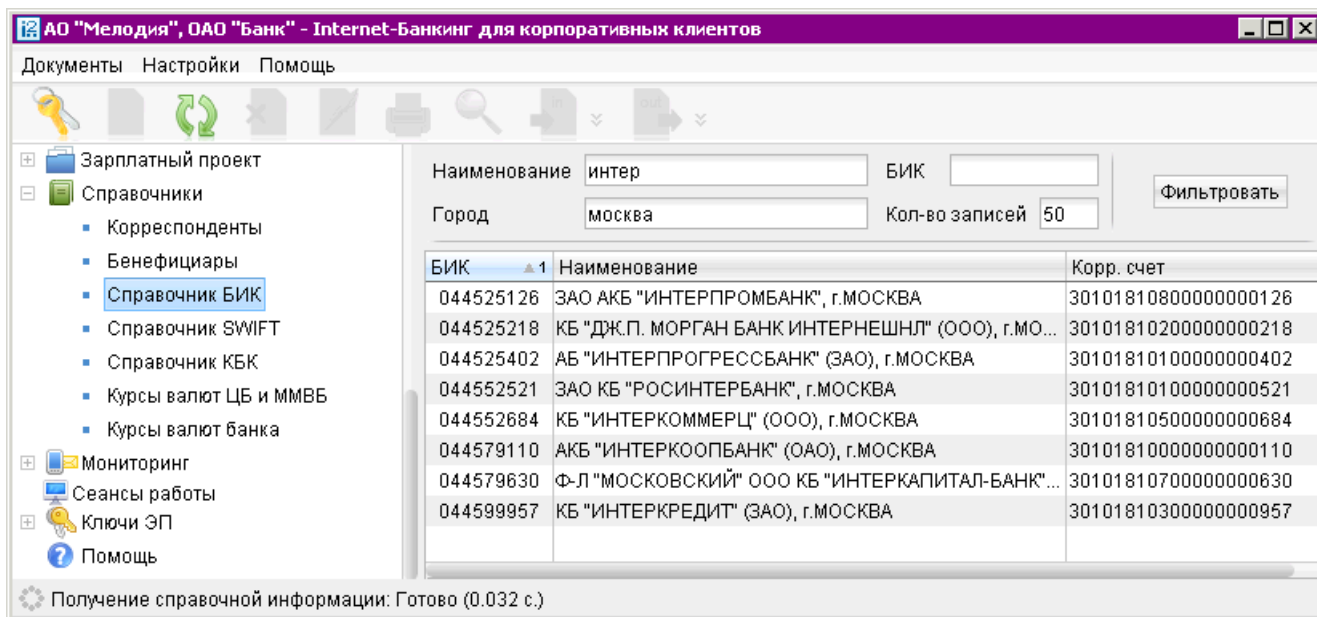 АО "Мелодия", ОАО "Банк" - Internet-Банкинг для корпоративных клиентов
Документы Настройки Помощь
in out
Зарплатный проект
Справочники
Корреспонденты
Бенефициары
Справочник БИК
Справочник SWIFT
Справочник КБК
Курсы валют ЦБ и ММВБ
Курсы валют банка
Мониторинг
Сеансы работы
Ключи ЭП
Помощь
Наименование интер БИК
Фильтровать
Город москва Кол-во записей 50
БИК 1 Наименование Корр. счет
044525126 ЗАО АКБ "ИНТЕРПРОМБАНК", г.МОСКВА 30101810800000000126
044525218 КБ "ДЖ.П. МОРГАН БАНК ИНТЕРНЕШНЛ" (ООО), г.МО... 30101810200000000218
044525402 АБ "ИНТЕРПРОГРЕССБАНК" (ЗАО), г.МОСКВА 30101810100000000402
044552521 ЗАО КБ "РОСИНТЕРБАНК", г.МОСКВА 30101810100000000521
044552684 КБ "ИНТЕРКОММЕРЦ" (ООО), г.МОСКВА 30101810500000000684
044579110 АКБ "ИНТЕРКООПБАНК" (ОАО), г.МОСКВА 30101810000000000110
044579630 Ф-Л "МОСКОВСКИЙ" ООО КБ "ИНТЕРКАПИТАЛ-БАНК"... 30101810700000000630
044599957 КБ "ИНТЕРКРЕДИТ" (ЗАО), г.МОСКВА 30101810300000000957
Получение справочной информации: Готово (0.032 с.)